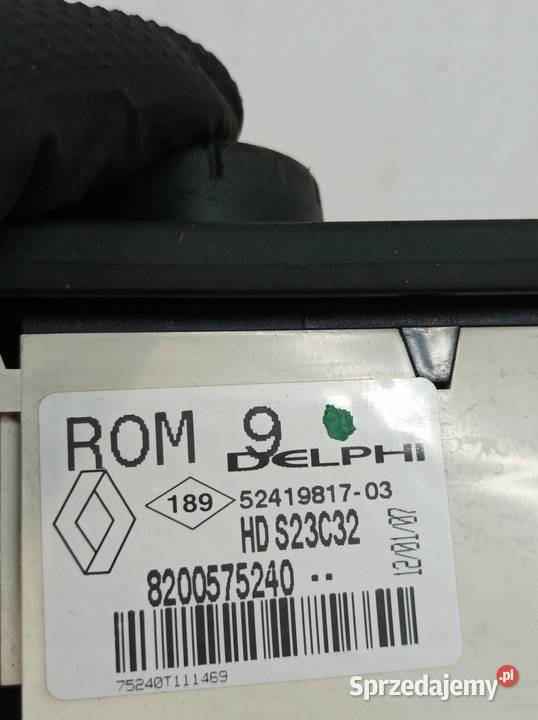 ROM 9
DELPHI
189 52419817-03
HD S23C32
12/01/07
8200575240 --
75240T111469
Sprzedajemy.pl